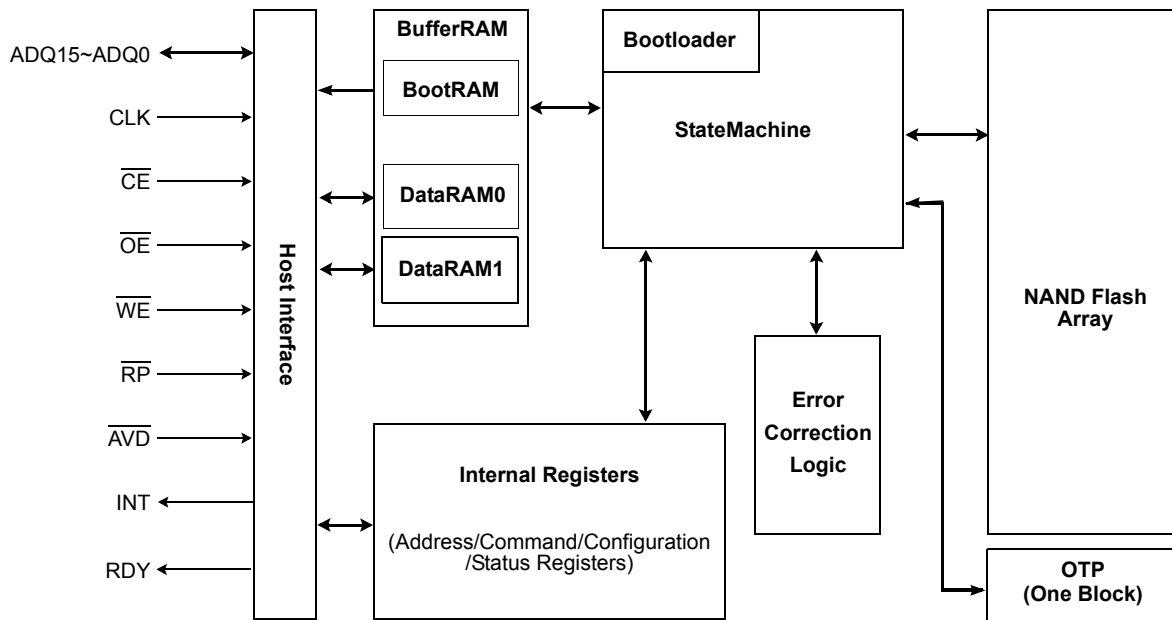 ADQ15~ADQ0
CLK
CE
OE
WE
RP
AVD
INT
RDY
Host Interface
BufferRAM
BootRAM
DataRAM0
DataRAM1
Bootloader
StateMachine
Internal Registers
(Address/Command/Configuration
/Status Registers)
Error
Correction
Logic
NAND Flash
Array
OTP
(One Block)